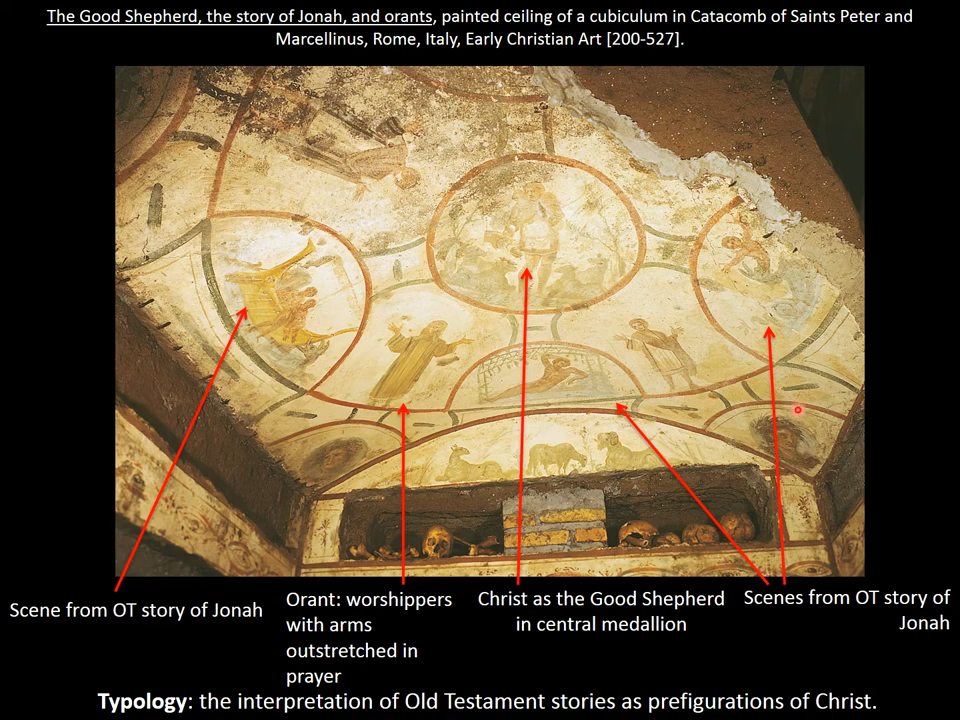 The Good Shepherd, the story of Jonah, and orants, painted ceiling of a cubiculum in Catacomb of Saints Peter and
Marcellinus, Rome, Italy, Early Christian Art [200-527].
Scene from OT story of Jonah
Orant: worshippers
with arms
outstretched in
prayer
Christ as the Good Shepherd
in central medallion
Scenes from OT story of
Jonah
Typology: the interpretation of Old Testament stories as prefigurations of Christ.